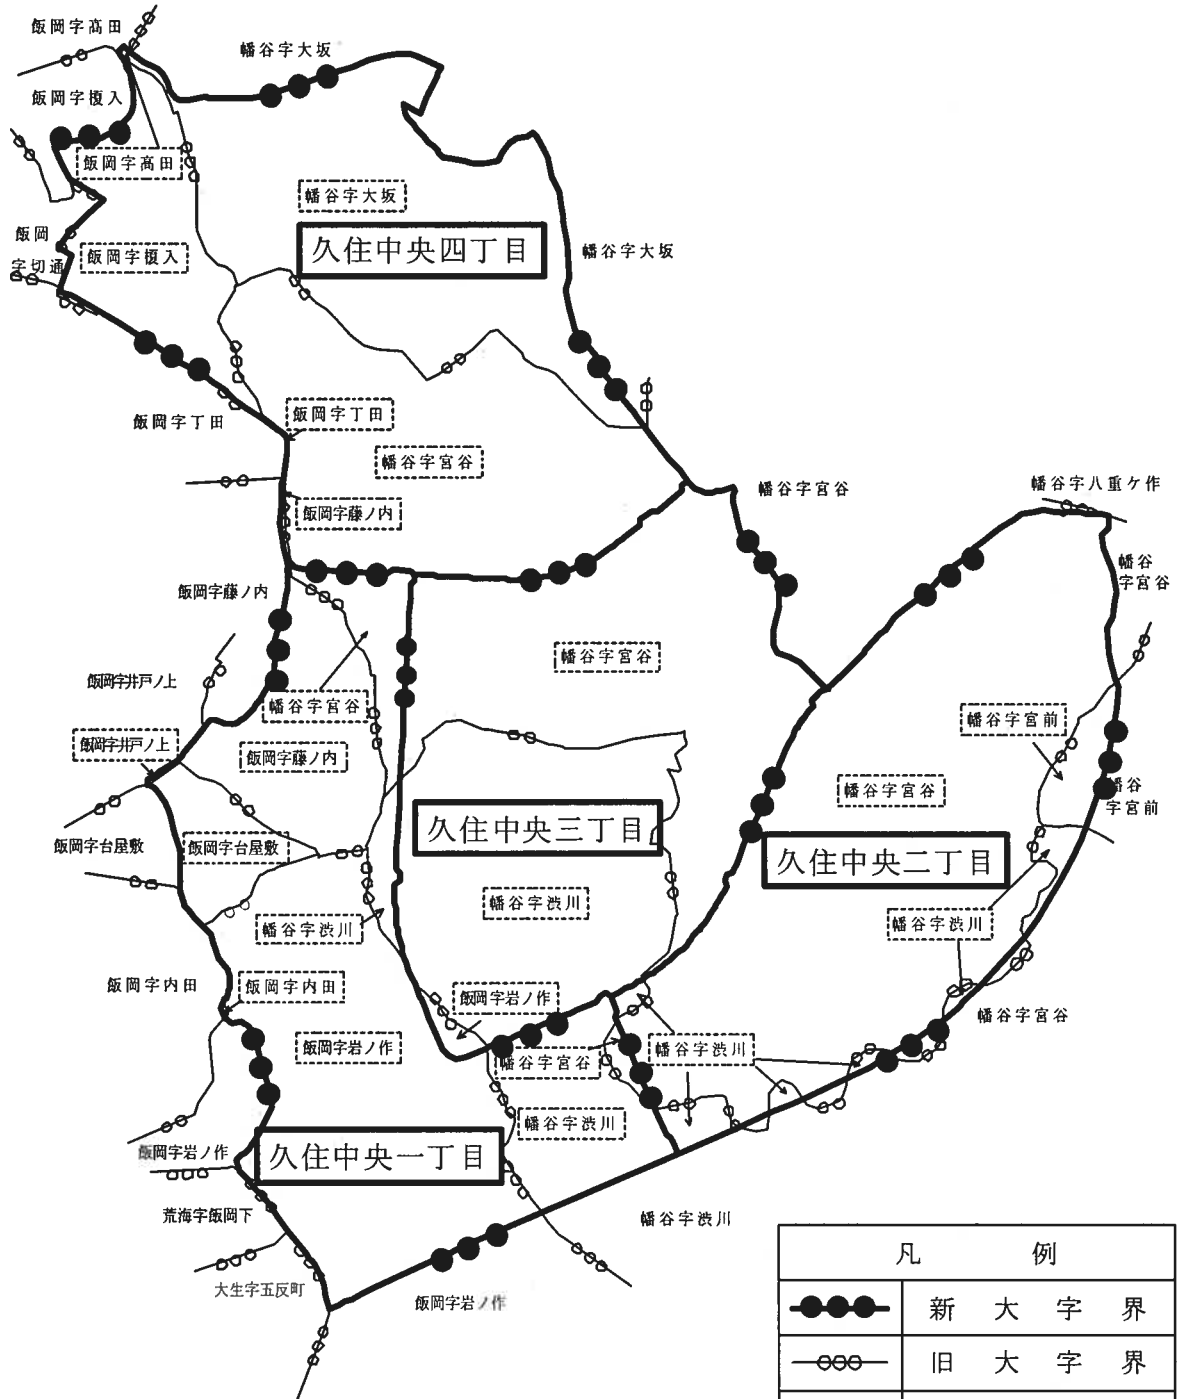 飯岡字高田
幡谷字大坂
飯岡字榎入
飯岡字高田
幡谷字大坂
飯岡
字切通
飯岡字榎入
久住中央四丁目
幡谷字大坂
飯岡字丁田
飯岡字丁田
幡谷字宮谷
幡谷字宮谷
幡谷字八重ケ作
飯岡字藤ノ内
幡谷
字宮谷
飯岡字藤ノ内
幡谷字宮谷
飯岡字井戸ノ上
幡谷字宮谷
幡谷字宮前
飯岡字井戸ノ上
飯岡字藤ノ内
幡谷字宮谷
幡谷
字宮前
久住中央三丁目
飯岡字台屋敷
飯岡字台屋敷
久住中央二丁目
幡谷字渋川
幡谷字渋川
幡谷字渋川
飯岡字内田
飯岡字内田
飯岡字岩ノ作
幡谷字宮谷
飯岡字岩ノ作
幡谷字宮谷
幡谷字渋川
幡谷字渋川
飯岡字岩ノ作
久住中央一丁目
荒海字飯岡下
幡谷字渋川
大生字五反町
飯岡字岩ノ作
凡例
新大字界
旧大字界